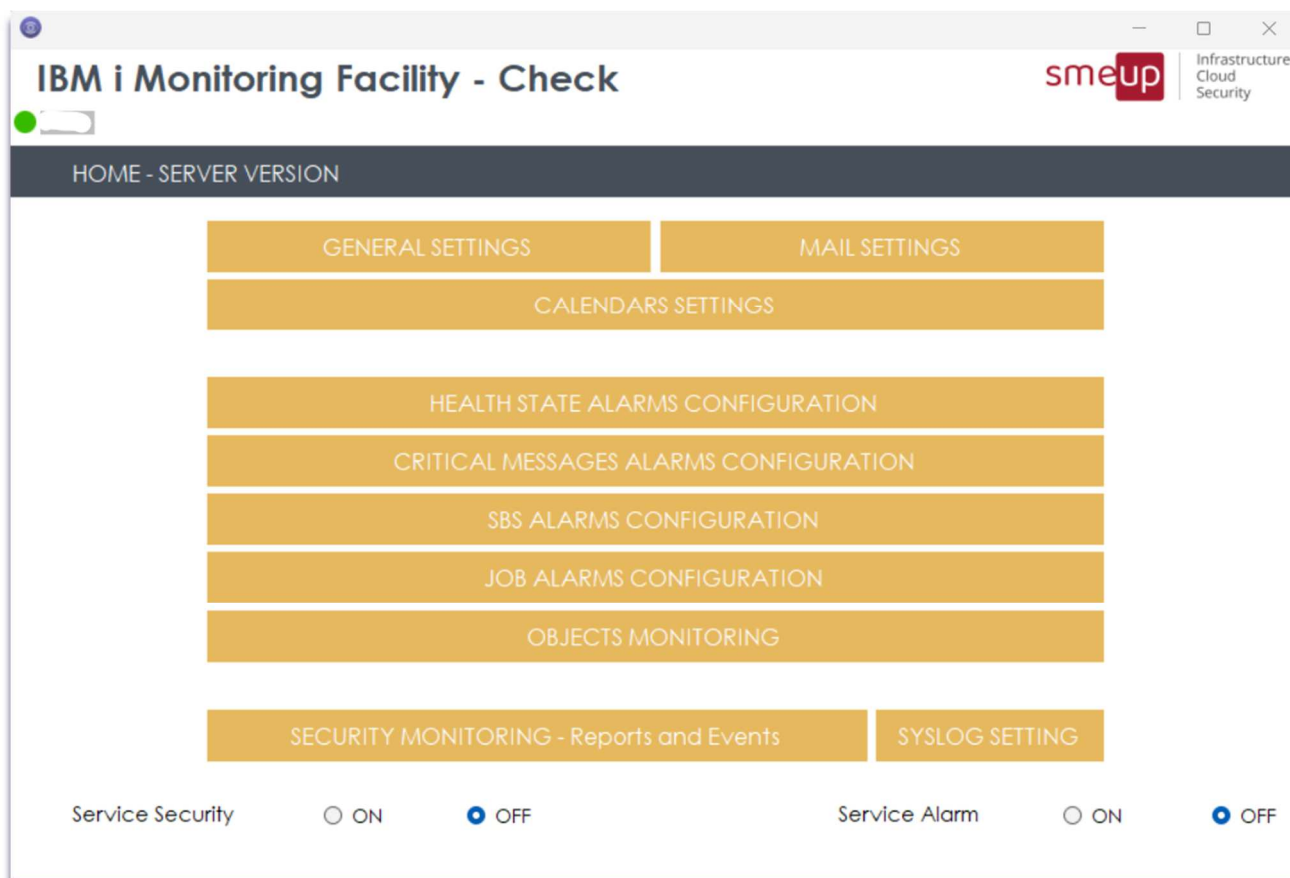 IBM i Monitoring Facility - Check
smeup
Infrastructure
Cloud
Security
HOME - SERVER VERSION
GENERAL SETTINGS
MAIL SETTINGS
CALENDARS SETTINGS
HEALTH STATE ALARMS CONFIGURATION
CRITICAL MESSAGES ALARMS CONFIGURATION
SBS ALARMS CONFIGURATION
JOB ALARMS CONFIGURATION
OBJECTS MONITORING
SECURITY MONITORING - Reports and Events
SYSLOG SETTING
Service Security ON OFF
Service Alarm ON OFF